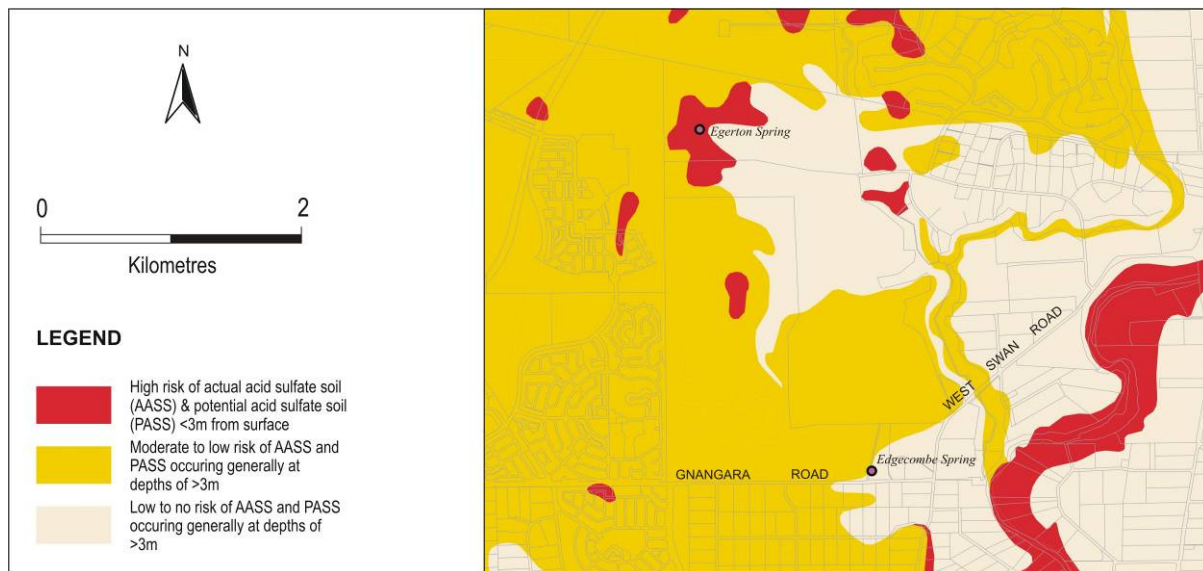 N
0
2
Kilometres
LEGEND
High risk of actual acid sulfate soil
(AASS) & potential acid sulfate soil
(PASS) <3m from surface
Moderate to low risk of AASS and
PASS occuring generally at
depths of >3m
Low to no risk of AASS and PASS
occuring generally at depths of
>3m
Egerton Spring
WEST SWAN ROAD
Edgecombe Spring
GNANGARA ROAD